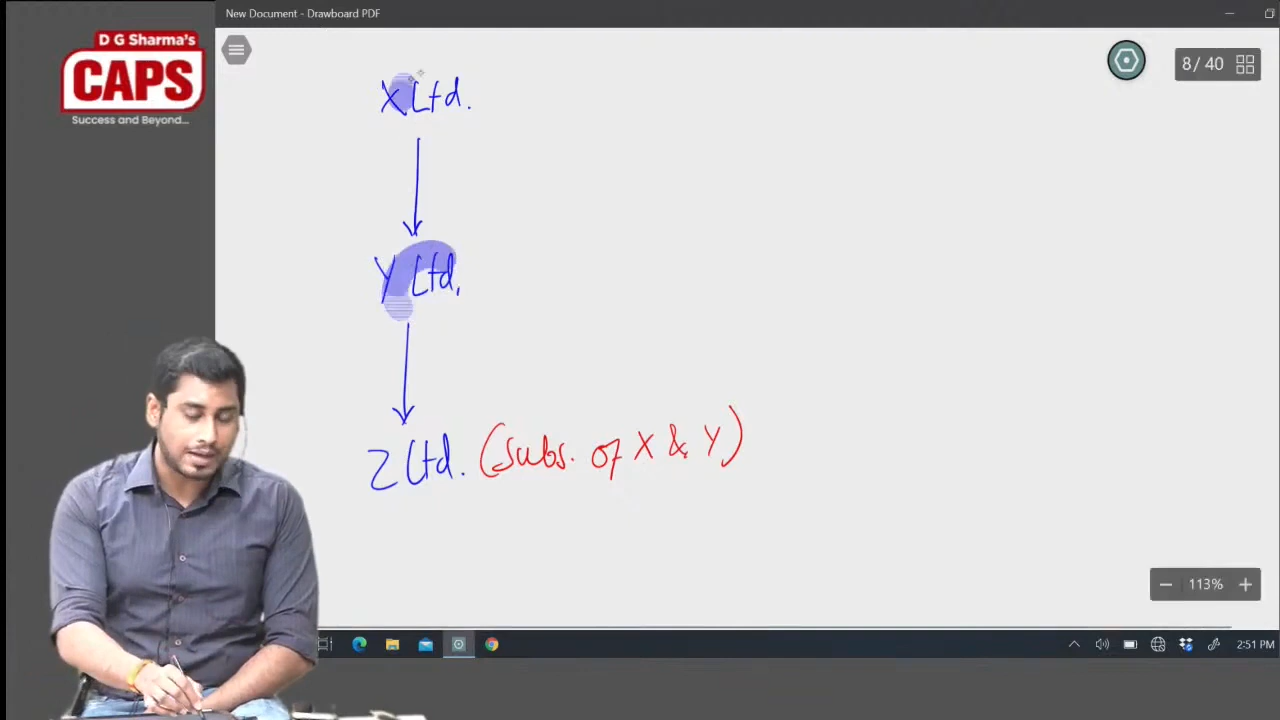 New Document - Drawboard PDF
D G Sharma's
CAPS
Success and Beyond...
8/40
X Ltd.
Y Ltd.
Z Ltd. (Subs. of X & Y)
113%
2:51 PM